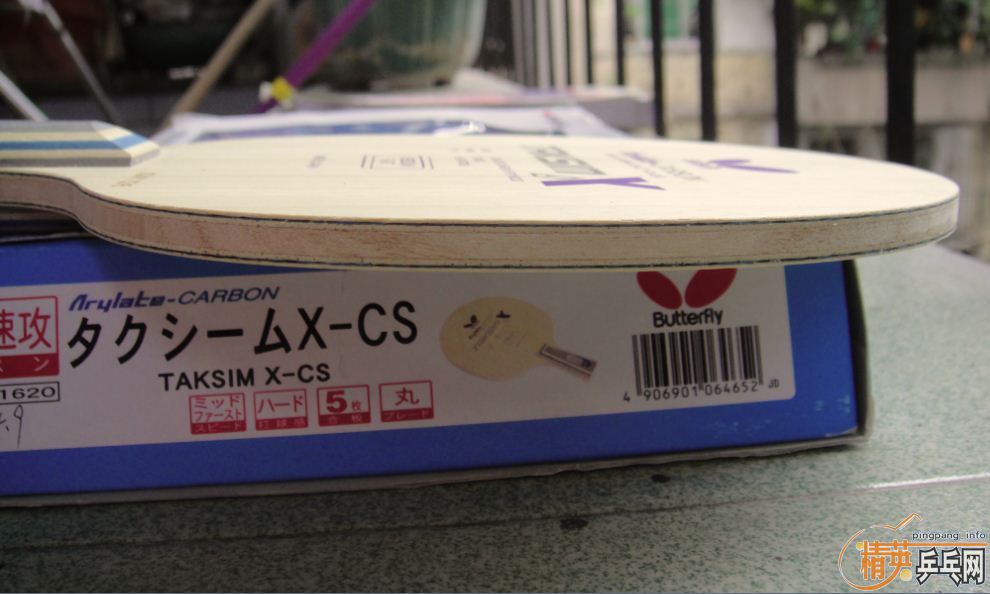 Arylate-CARBON
速攻
タクシームX-CS
TAKSIM X-CS
Butterfly
4 906901 064652
JD
1620
ミッド
ファースト
スピード
ハード
打球感
5枚
合板
丸
ブレード
pingpang.info
精英乒乓网